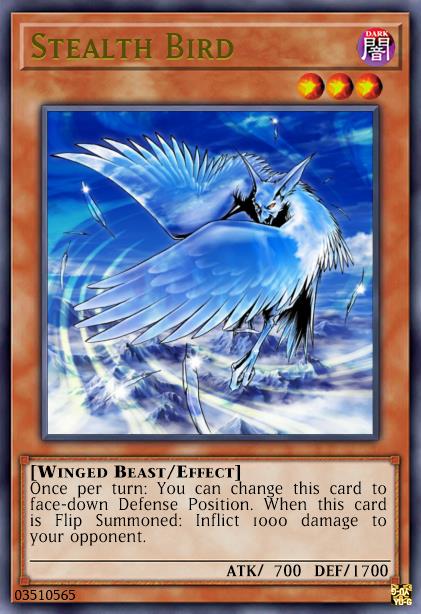 STEALTH BIRD
DARK
闇
[WINGED BEAST/EFFECT]
Once per turn: You can change this card to
face-down Defense Position. When this card
is Flip Summoned: Inflict 1000 damage to
your opponent.
ATK/ 700 DEF/1700
03510565